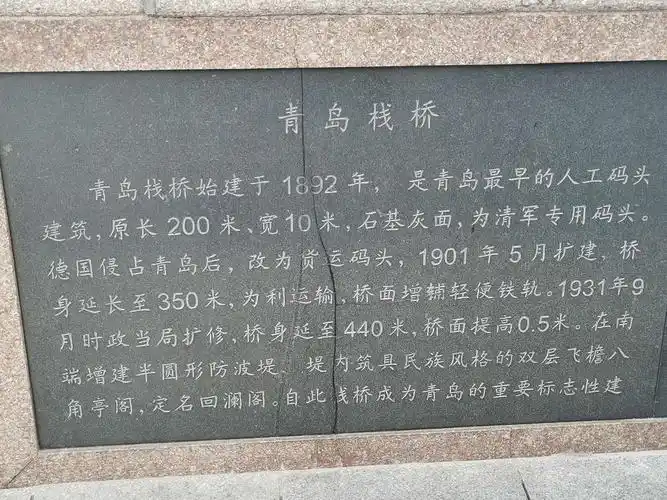 青岛栈桥
青岛栈桥始建于1892年，是青岛最早的人工码头
建筑,原长200米、宽10米,石基灰面,为清军专用码头。
德国侵占青岛后，改为货运码头，1901年5月扩建，桥
身延长至350米,为利运输,桥面增辅轻便铁轨。1931年9
月时政当局扩修,桥身延至440米,桥面提高0.5米。在南
端增建半圆形防波堤、堤内筑具民族风格的双层飞檐八
角亭阁,定名回澜阁。自此栈桥成为青岛的重要标志性建